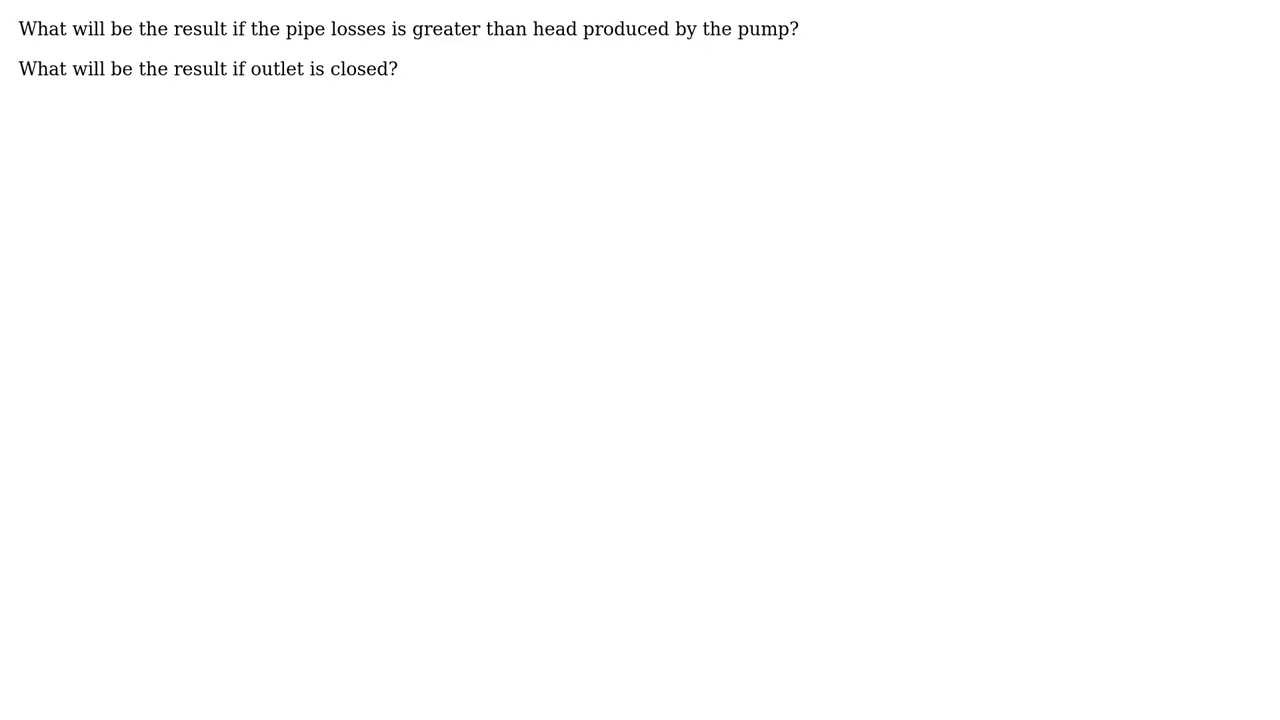 What will be the result if the pipe losses is greater than head produced by the pump?
What will be the result if outlet is closed?